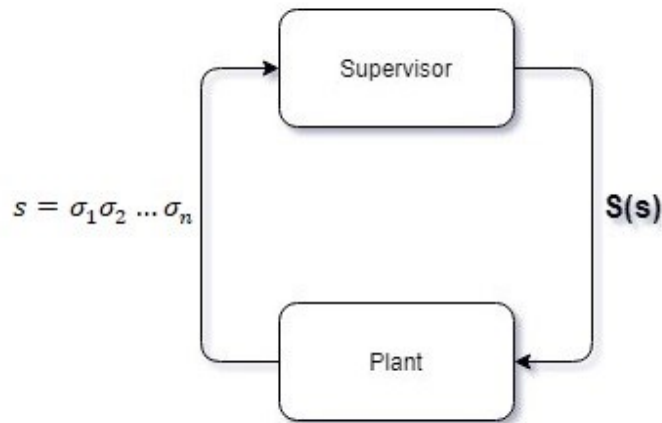 Supervisor
s = σ₁σ₂ … σₙ
S(s)
Plant